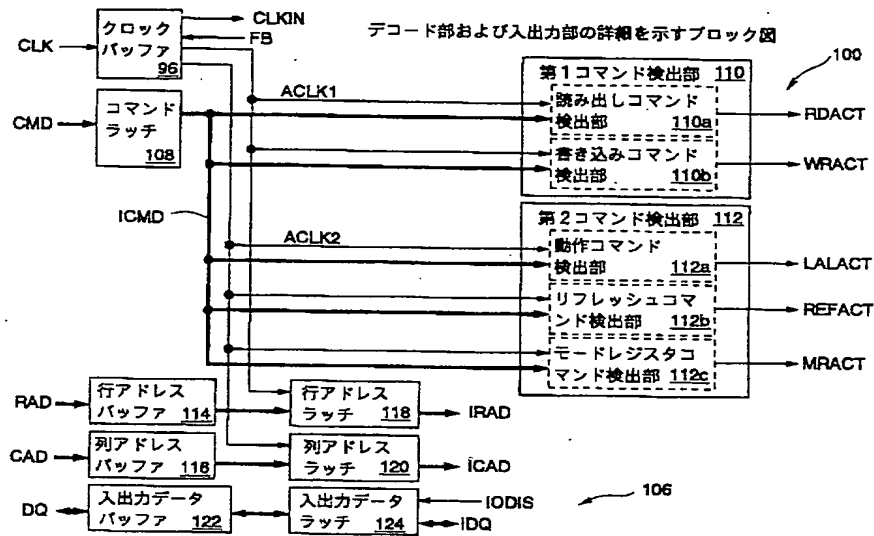 デコード部および入出力部の詳細を示すブロック図
CLK
クロック
バッファ
96
CLKIN
FB
CMD
コマンド
ラッチ
108
ICMD
ACLK1
ACLK2
第1コマンド検出部 110
読み出しコマンド
検出部 110a
書き込みコマンド
検出部 110b
100
RDACT
WRACT
第2コマンド検出部 112
動作コマンド
検出部 112a
リフレッシュコマ
ンド検出部 112b
モードレジスタコ
マンド検出部 112c
LALACT
REFACT
MRACT
RAD
行アドレス
バッファ 114
行アドレス
ラッチ 118
IRAD
CAD
列アドレス
バッファ 116
列アドレス
ラッチ 120
ICAD
DQ
入出力データ
バッファ 122
入出力データ
ラッチ 124
IODIS
IDQ
106